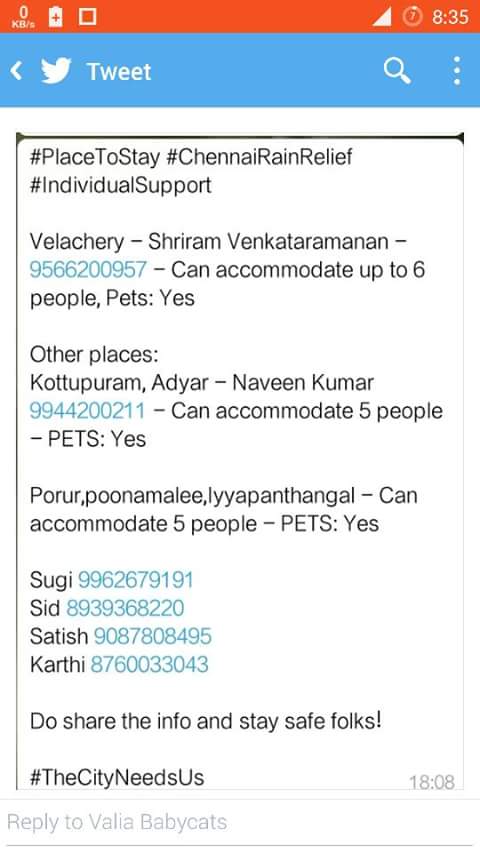 0
KB/s
7
8:35
Tweet
#PlaceToStay #ChennaiRainRelief
#IndividualSupport
Velachery – Shriram Venkataramanan –
9566200957 – Can accommodate up to 6
people, Pets: Yes
Other places:
Kottupuram, Adyar – Naveen Kumar
9944200211 – Can accommodate 5 people
– PETS: Yes
Porur,poonamalee,Iyyapanthangal – Can
accommodate 5 people – PETS: Yes
Sugi 9962679191
Sid 8939368220
Satish 9087808495
Karthi 8760033043
Do share the info and stay safe folks!
#TheCityNeedsUs
18:08
Reply to Valia Babycats